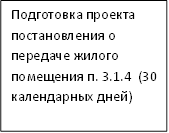 Подготовка проекта
постановления о
передаче жилого
помещения п. 3.1.4  (30
календарных дней)